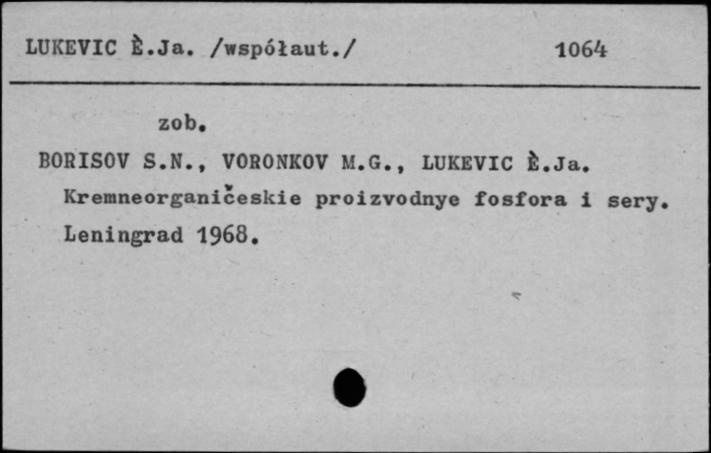 LUKEVIC È.Ja. /współaut./ 1064
zob.
BORISOV S.N., VORONKOV M.G., LUKEVIC È.Ja.
Kremneorganičeskie proizvodnye fosfora i sery.
Leningrad 1968.